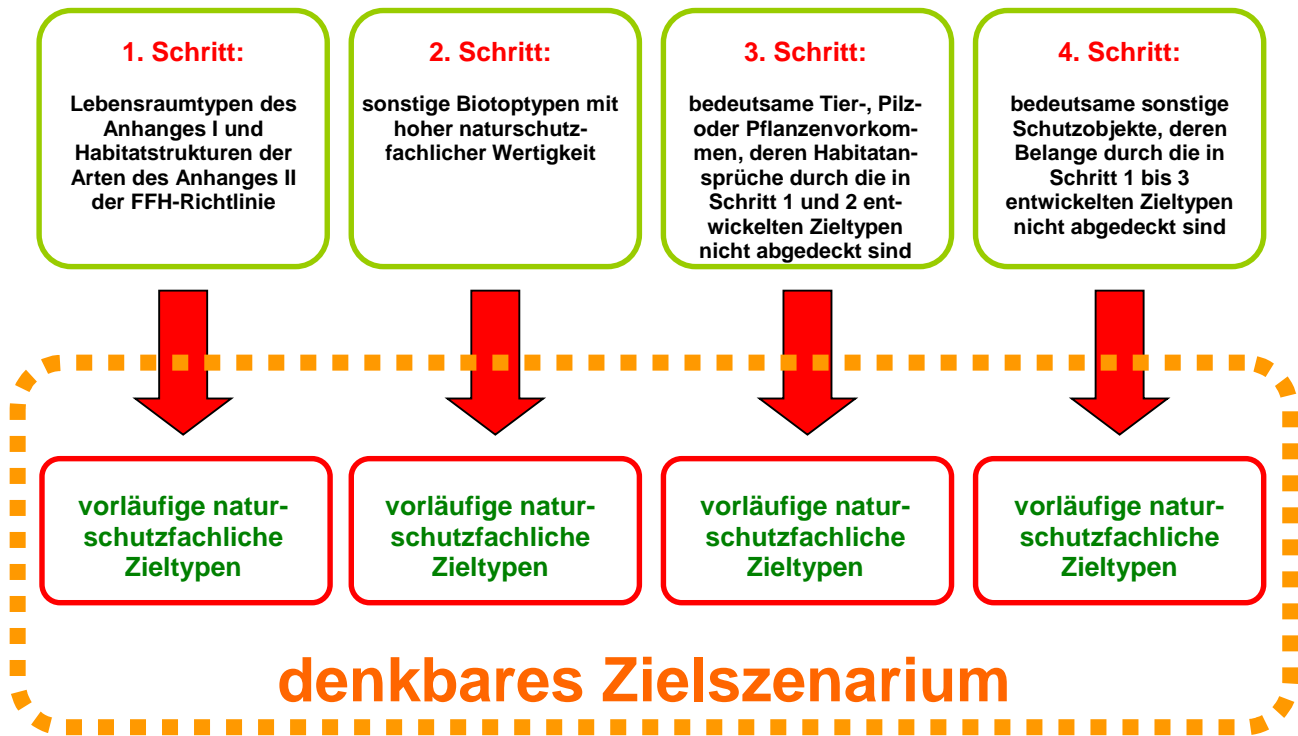 1. Schritt:
Lebensraumtypen des
Anhanges I und
Habitatstrukturen der
Arten des Anhanges II
der FFH-Richtlinie
2. Schritt:
sonstige Biotoptypen mit
hoher naturschutz-
fachlicher Wertigkeit
3. Schritt:
bedeutsame Tier-, Pilz-
oder Pflanzenvorkom-
men, deren Habitatan-
sprüche durch die in
Schritt 1 und 2 ent-
wickelten Zieltypen
nicht abgedeckt sind
4. Schritt:
bedeutsame sonstige
Schutzobjekte, deren
Belange durch die in
Schritt 1 bis 3
entwickelten Zieltypen
nicht abgedeckt sind
vorläufige natur-
schutzfachliche
Zieltypen
vorläufige natur-
schutzfachliche
Zieltypen
vorläufige natur-
schutzfachliche
Zieltypen
vorläufige natur-
schutzfachliche
Zieltypen
denkbares Zielszenarium